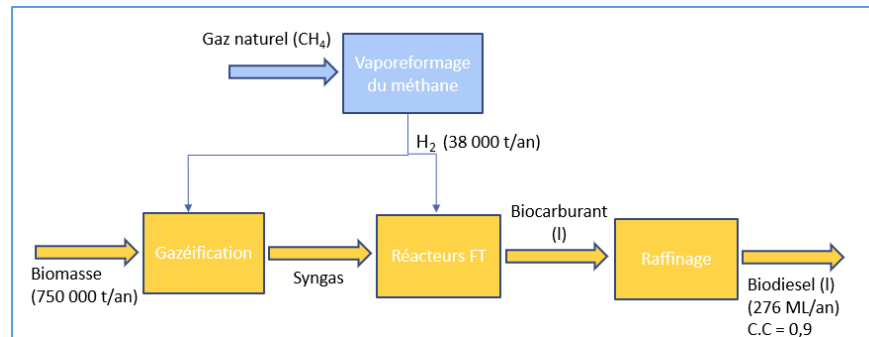 Gaz naturel (CH₄)
Vaporeformage
du méthane
H₂ (38 000 t/an)
Biomasse
(750 000 t/an)
Gazéification
Syngas
Réacteurs FT
Biocarburant
(l)
Raffinage
Biodiesel (l)
(276 ML/an)
C.C = 0,9